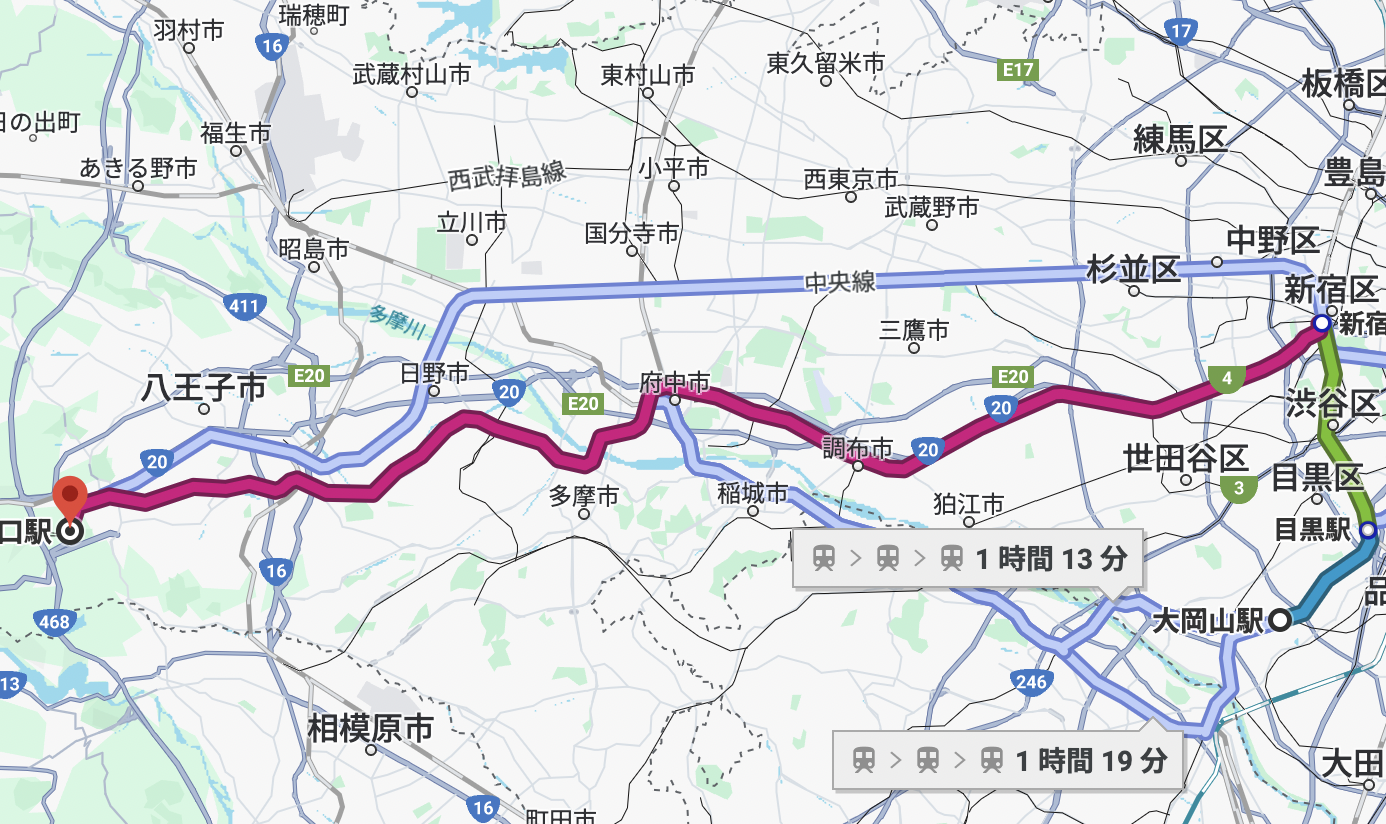 瑞穂町
羽村市
17
16
武蔵村山市
東村山市
東久留米市
E17
板橋区
日の出町
福生市
練馬区
あきる野市
西武拝島線
小平市
西東京市
豊島
武蔵野市
立川市
国分寺市
昭島市
中野区
杉並区
中央線
新宿区
411
多摩川
三鷹市
新宿
八王子市
E20
日野市
20
E20
府中市
E20
20
4
渋谷区
20
調布市
20
世田谷区
目黒区
多摩市
稲城市
狛江市
3
口駅
目黒駅
1 時間 13 分
16
468
大岡山駅
品
13
246
相模原市
1 時間 19 分
大田
16
町田市